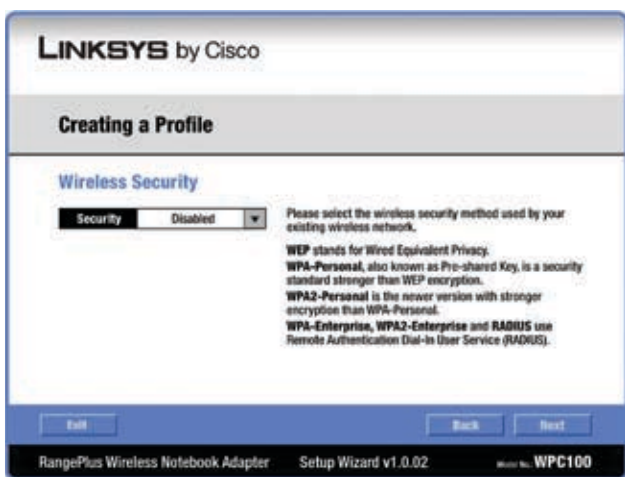 LINKSYS by Cisco
Creating a Profile
Wireless Security
Security Disabled
Please select the wireless security method used by your
existing wireless network.
WEP stands for Wired Equivalent Privacy.
WPA-Personal, also known as Pre-shared Key, is a security
standard stronger than WEP encryption.
WPA2-Personal is the newer version with stronger
encryption than WPA-Personal.
WPA-Enterprise, WPA2-Enterprise and RADIUS use
Remote Authentication Dial-In User Service (RADIUS).
Exit Back Next
RangePlus Wireless Notebook Adapter Setup Wizard v1.0.02 Model No. WPC100